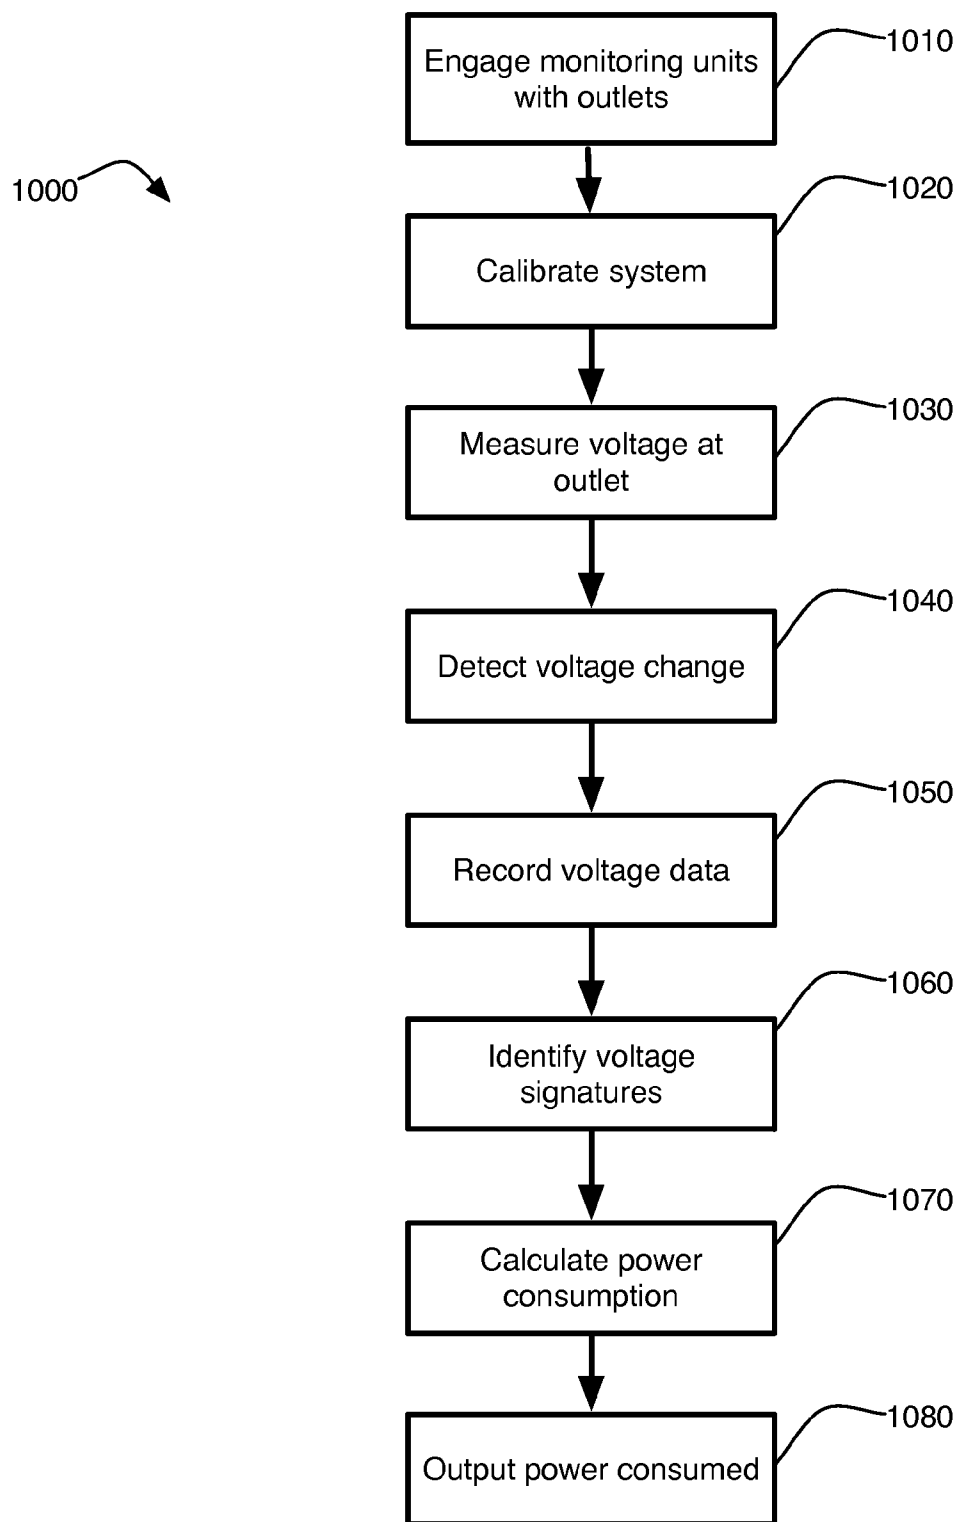 Engage monitoring units
with outlets
1010
1000
Calibrate system
1020
Measure voltage at
outlet
1030
Detect voltage change
1040
Record voltage data
1050
Identify voltage
signatures
1060
Calculate power
consumption
1070
Output power consumed
1080